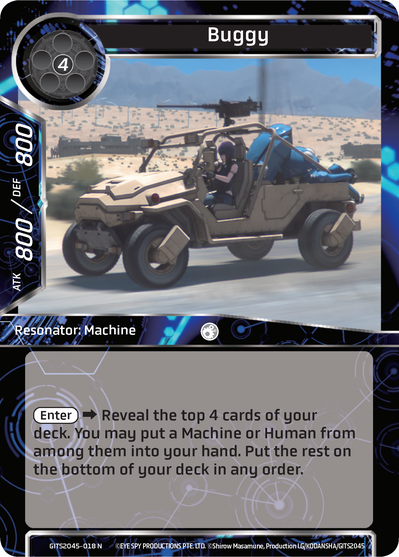 Buggy
4
ATK 800 / DEF 800
Resonator: Machine
Enter ➡ Reveal the top 4 cards of your
deck. You may put a Machine or Human from
among them into your hand. Put the rest on
the bottom of your deck in any order.
GITS2045-018 N ©EYE SPY PRODUCTIONS PTE. LTD. ©Shirow Masamune, Production I.G/KODANSHA/GITS2045